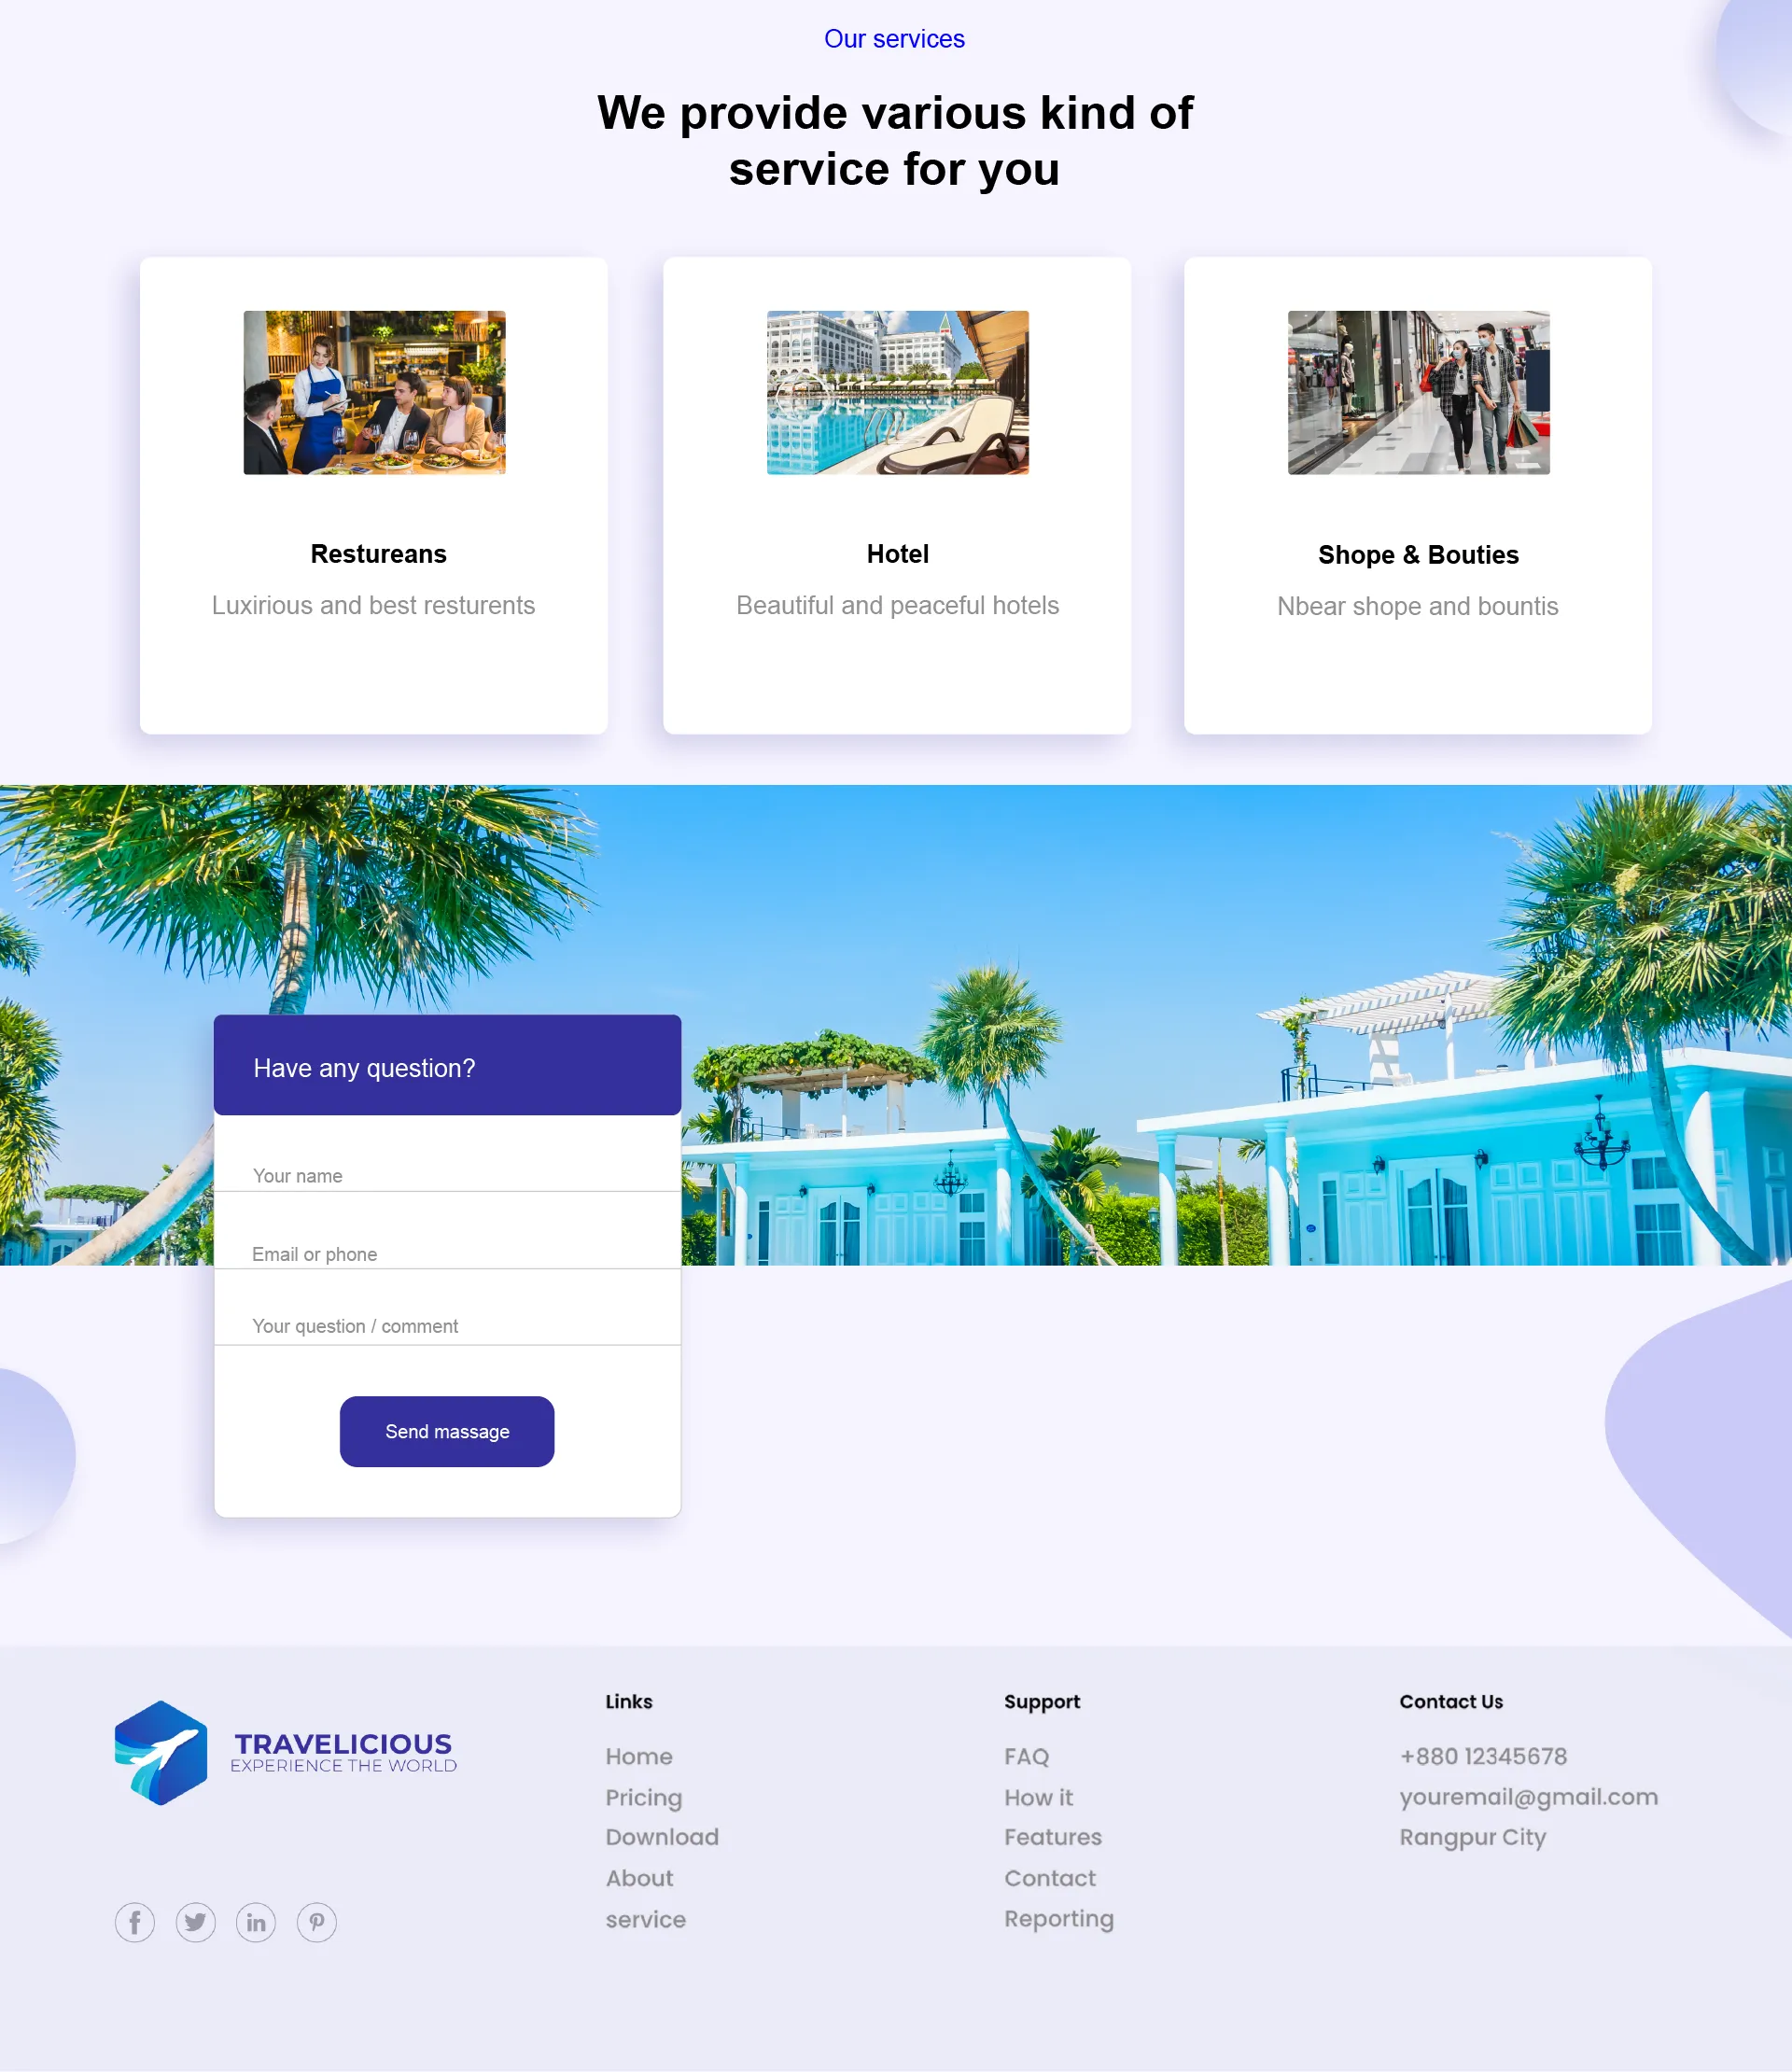 Our services
We provide various kind of
service for you
Restureans
Luxirious and best resturents
Hotel
Beautiful and peaceful hotels
Shope & Bouties
Nbear shope and bountis
Have any question?
Your name
Email or phone
Your question / comment
Send massage
TRAVELICIOUS
EXPERIENCE THE WORLD
Links
Home
Pricing
Download
About
service
Support
FAQ
How it
Features
Contact
Reporting
Contact Us
+880 12345678
youremail@gmail.com
Rangpur City